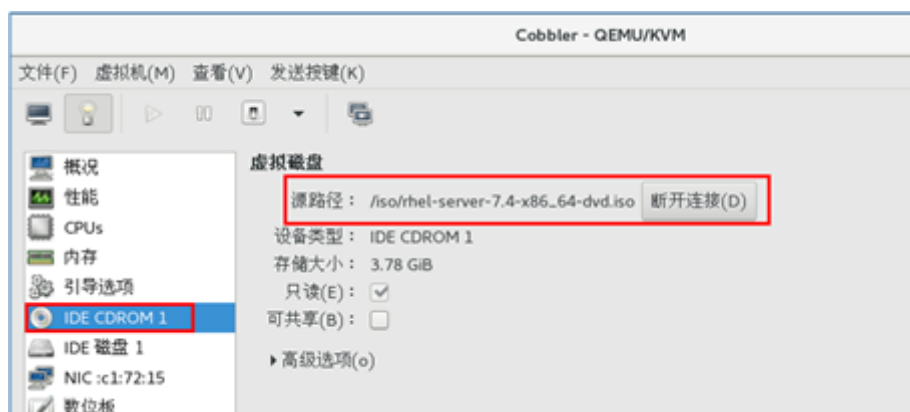 Cobbler - QEMU/KVM
文件(F) 虚拟机(M) 查看(V) 发送按键(K)
概况
性能
CPUs
内存
引导选项
IDE CDROM 1
IDE 磁盘 1
NIC :c1:72:15
数位板
虚拟磁盘
源路径： /iso/rhel-server-7.4-x86_64-dvd.iso 断开连接(D)
设备类型： IDE CDROM 1
存储大小： 3.78 GiB
只读(E)：
可共享(B)：
高级选项(o)